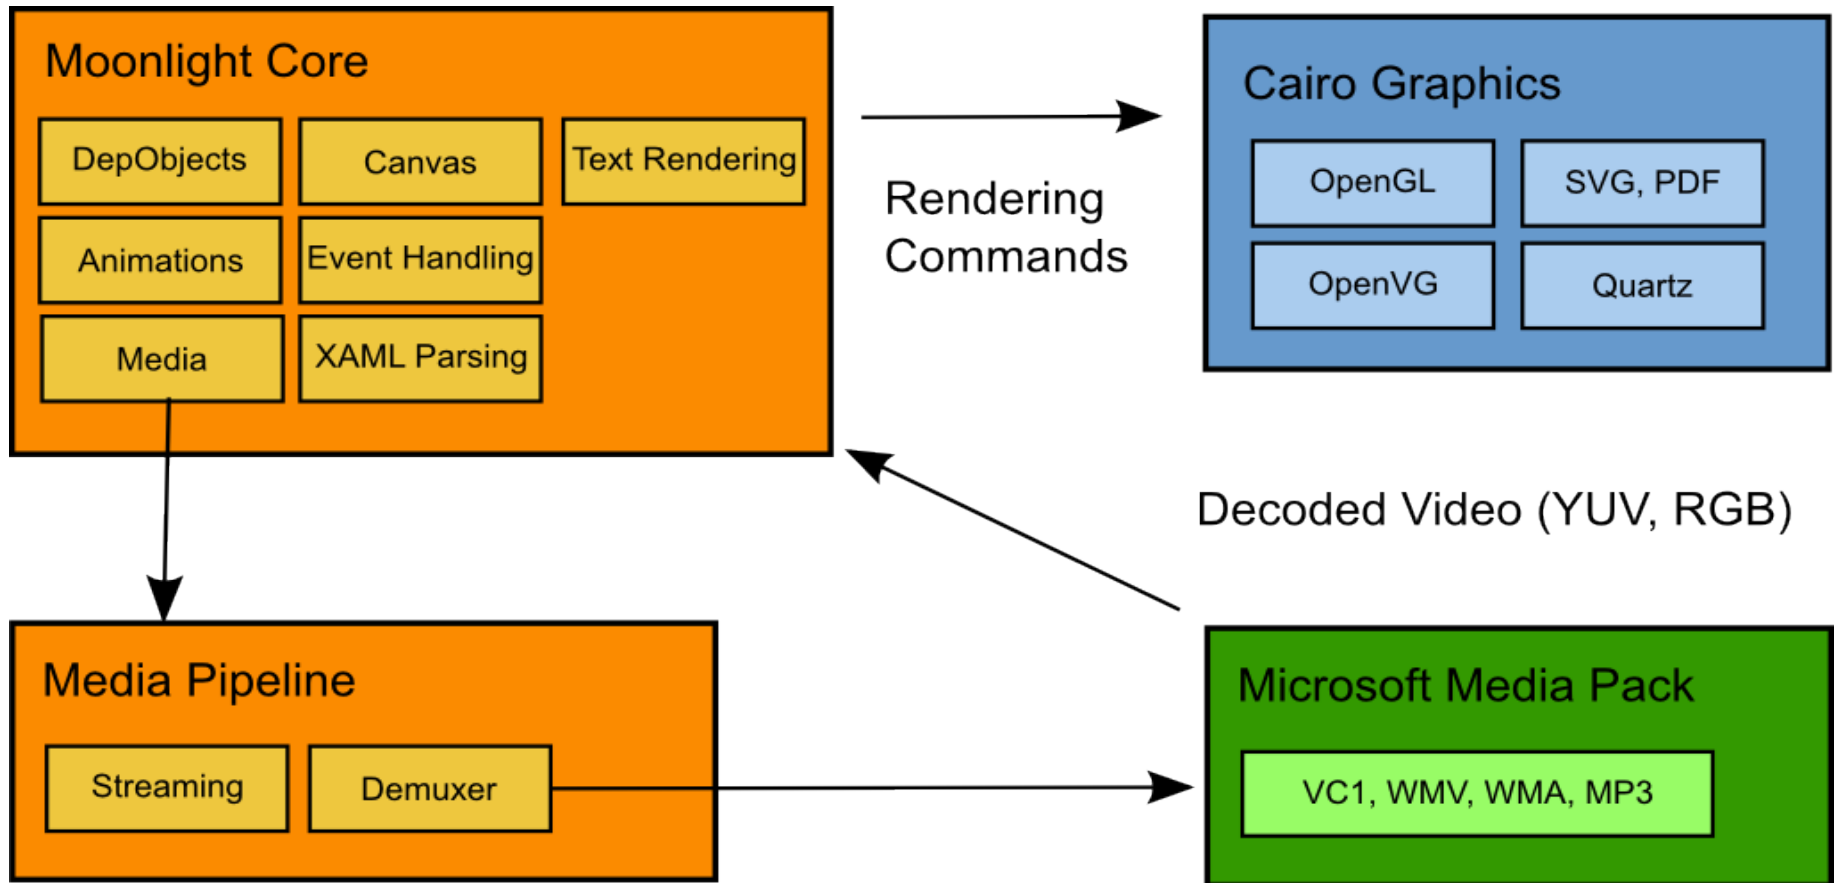 Moonlight Core
DepObjects
Canvas
Text Rendering
Animations
Event Handling
Media
XAML Parsing
Rendering
Commands
Cairo Graphics
OpenGL
SVG, PDF
OpenVG
Quartz
Decoded Video (YUV, RGB)
Media Pipeline
Streaming
Demuxer
Microsoft Media Pack
VC1, WMV, WMA, MP3